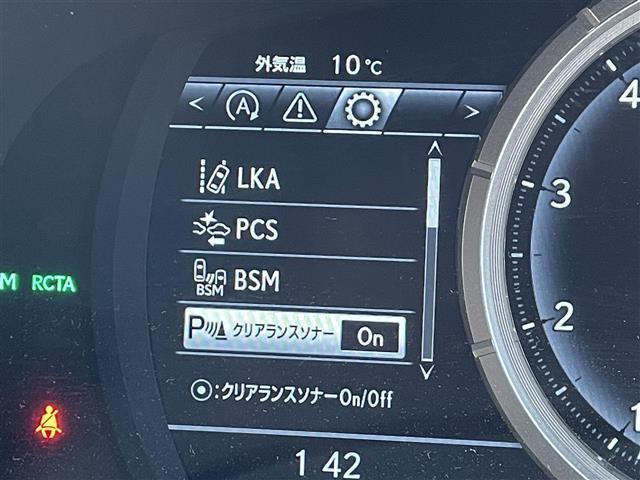 外気温 10℃
< A >
LKA
PCS
BSM BSM
M RCTA
P クリアランスソナー On
⦿:クリアランスソナーOn/Off
1 42
4
3
2
1